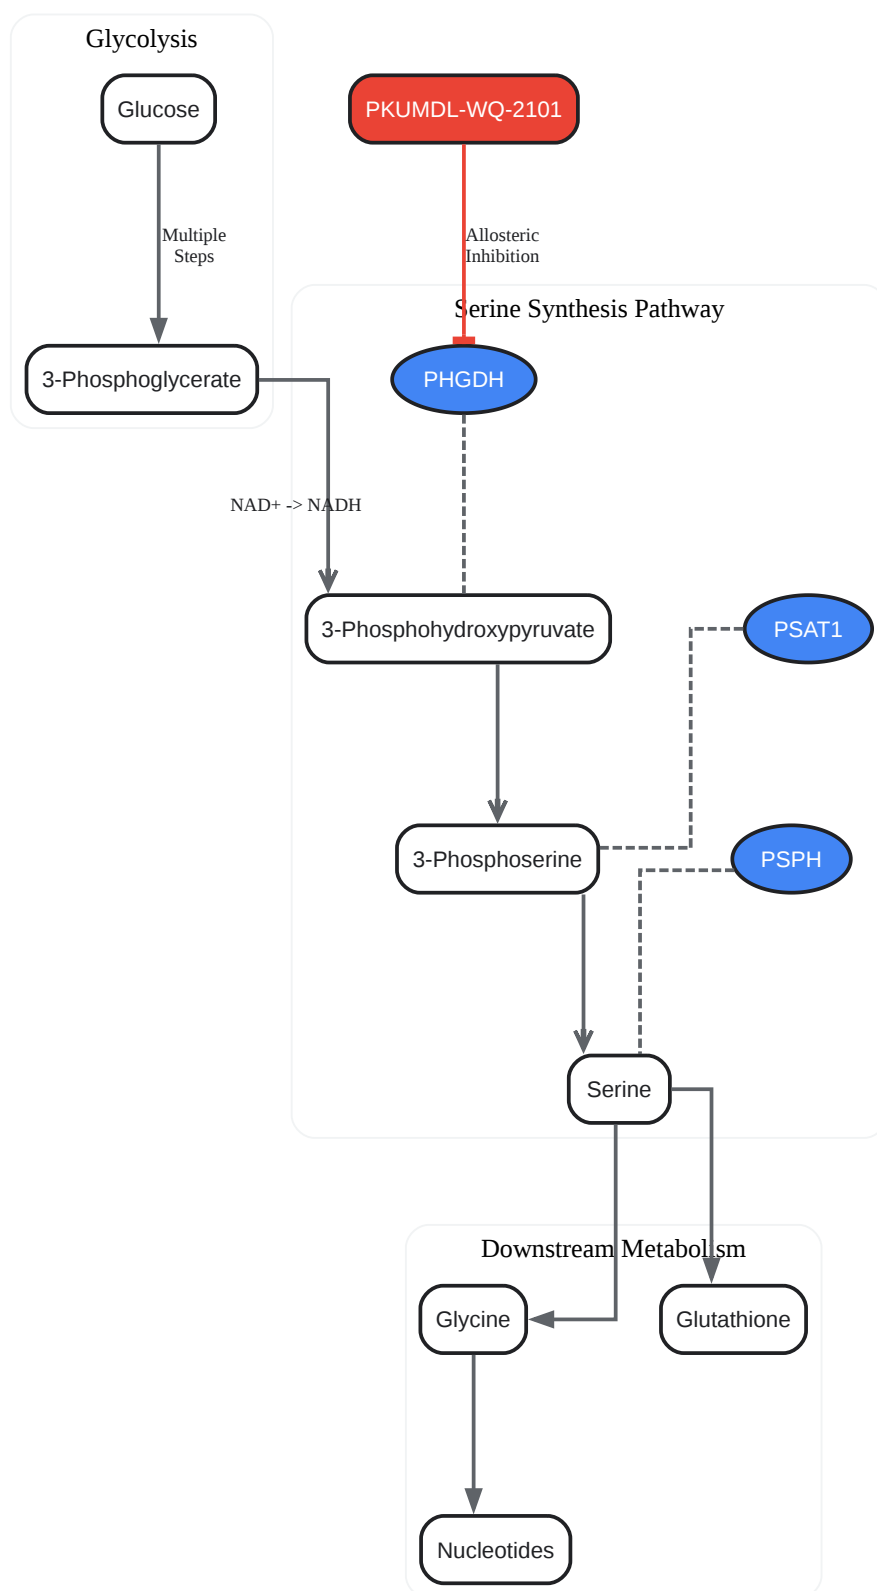 Glycolysis
Glucose
PKUMDL-WQ-2101
Multiple
Steps
Allosteric
Inhibition
Serine Synthesis Pathway
3-Phosphoglycerate
PHGDH
NAD+ -> NADH
3-Phosphohydroxypyruvate
PSAT1
3-Phosphoserine
PSPH
Serine
Downstream Metabolism
Glycine
Glutathione
Nucleotides